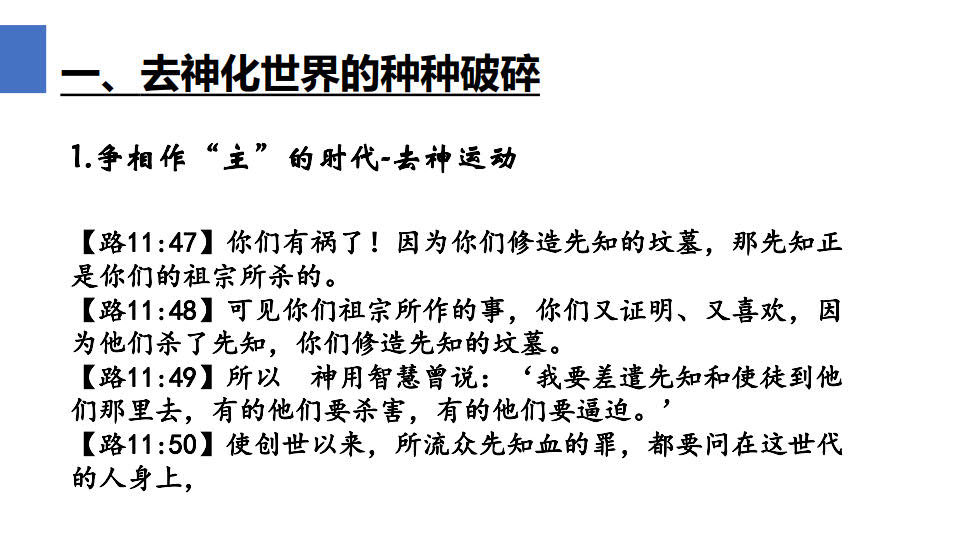 一、去神化世界的种种破碎
1.争相作“主”的时代-去神运动
【路11:47】你们有祸了！因为你们修造先知的坟墓，那先知正
是你们的祖宗所杀的。
【路11:48】可见你们祖宗所作的事，你们又证明、又喜欢，因
为他们杀了先知，你们修造先知的坟墓。
【路11:49】所以　神用智慧曾说：‘我要差遣先知和使徒到他
们那里去，有的他们要杀害，有的他们要逼迫。’
【路11:50】使创世以来，所流众先知血的罪，都要问在这世代
的人身上，